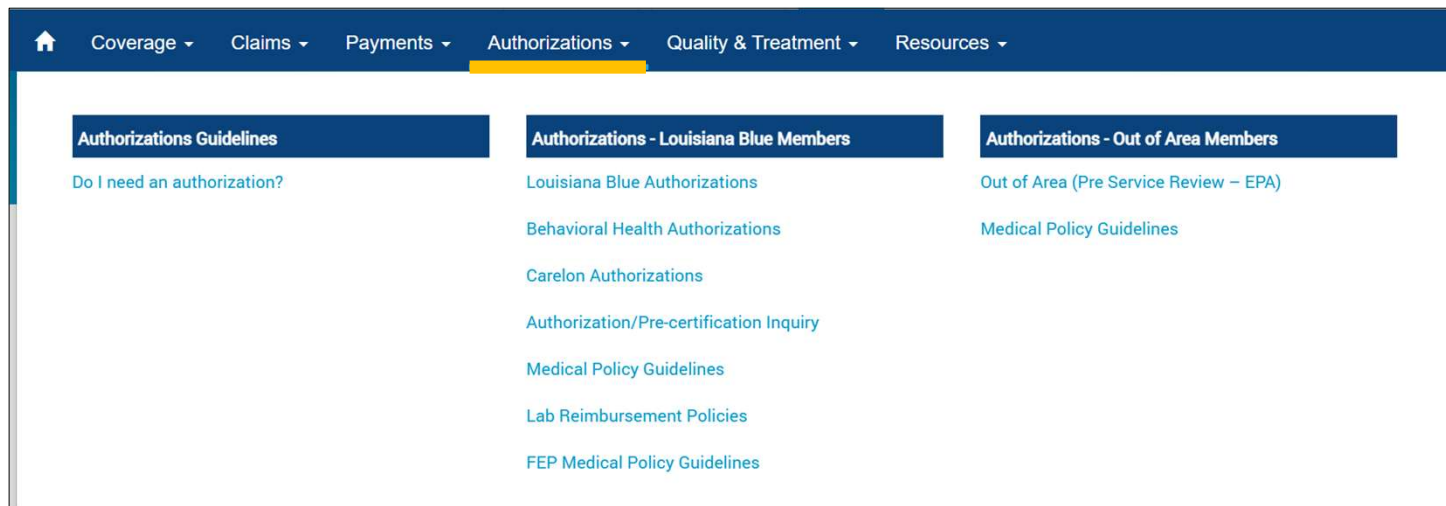 Coverage Claims Payments Authorizations Quality & Treatment Resources
Authorizations Guidelines
Do I need an authorization?
Authorizations - Louisiana Blue Members
Louisiana Blue Authorizations
Behavioral Health Authorizations
Carelon Authorizations
Authorization/Pre-certification Inquiry
Medical Policy Guidelines
Lab Reimbursement Policies
FEP Medical Policy Guidelines
Authorizations - Out of Area Members
Out of Area (Pre Service Review – EPA)
Medical Policy Guidelines